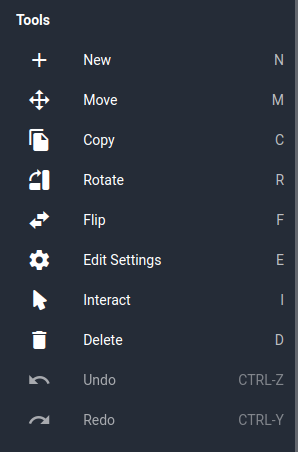 Tools
New N
Move M
Copy C
Rotate R
Flip F
Edit Settings E
Interact I
Delete D
Undo CTRL-Z
Redo CTRL-Y